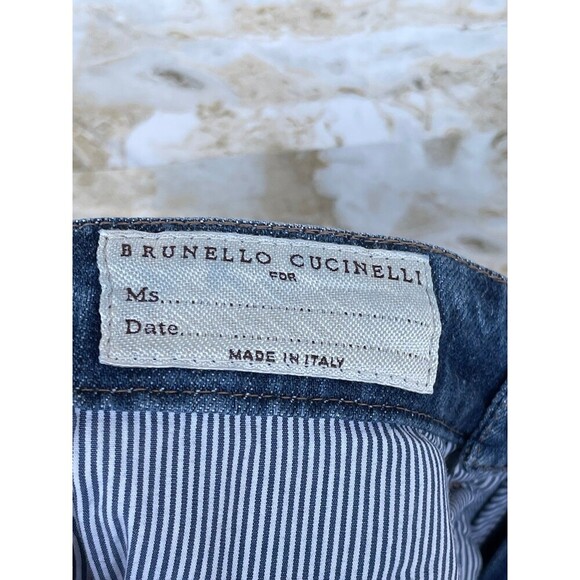 BRUNELLO CUCINELLI
FOR
Ms..............................................
Date..........................................
MADE IN ITALY